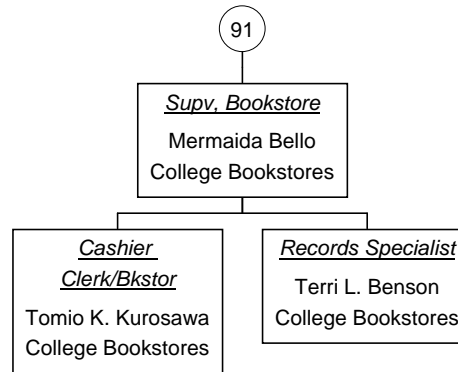 91
Supv, Bookstore
Mermaida Bello
College Bookstores
Cashier
Clerk/Bkstor
Tomio K. Kurosawa
College Bookstores
Records Specialist
Terri L. Benson
College Bookstores